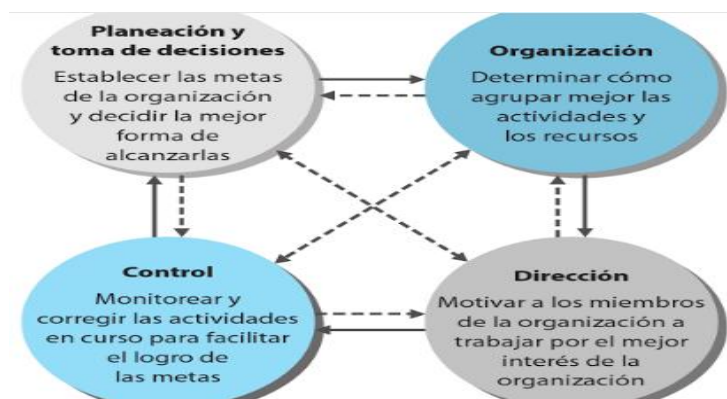 Planeación y
toma de decisiones
Establecer las metas
de la organización
y decidir la mejor
forma de
alcanzarlas
Organización
Determinar cómo
agrupar mejor las
actividades y
los recursos
Control
Monitorear y
corregir las actividades
en curso para facilitar
el logro de
las metas
Dirección
Motivar a los miembros
de la organización a
trabajar por el mejor
interés de la
organización